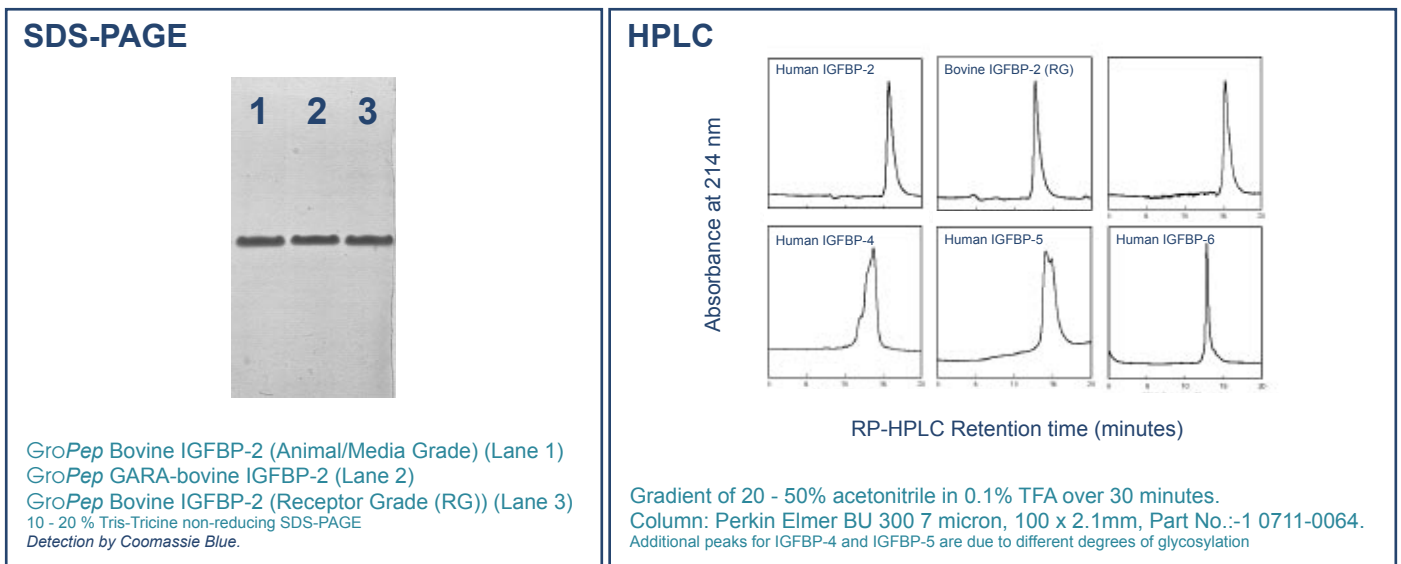 SDS-PAGE
1 2 3
GroPep Bovine IGFBP-2 (Animal/Media Grade) (Lane 1)
GroPep GARA-bovine IGFBP-2 (Lane 2)
GroPep Bovine IGFBP-2 (Receptor Grade (RG)) (Lane 3)
10 - 20 % Tris-Tricine non-reducing SDS-PAGE
Detection by Coomassie Blue.
HPLC
Absorbance at 214 nm
Human IGFBP-2
Bovine IGFBP-2 (RG)
Human IGFBP-4
Human IGFBP-5
Human IGFBP-6
RP-HPLC Retention time (minutes)
Gradient of 20 - 50% acetonitrile in 0.1% TFA over 30 minutes.
Column: Perkin Elmer BU 300 7 micron, 100 x 2.1mm, Part No.:-1 0711-0064.
Additional peaks for IGFBP-4 and IGFBP-5 are due to different degrees of glycosylation